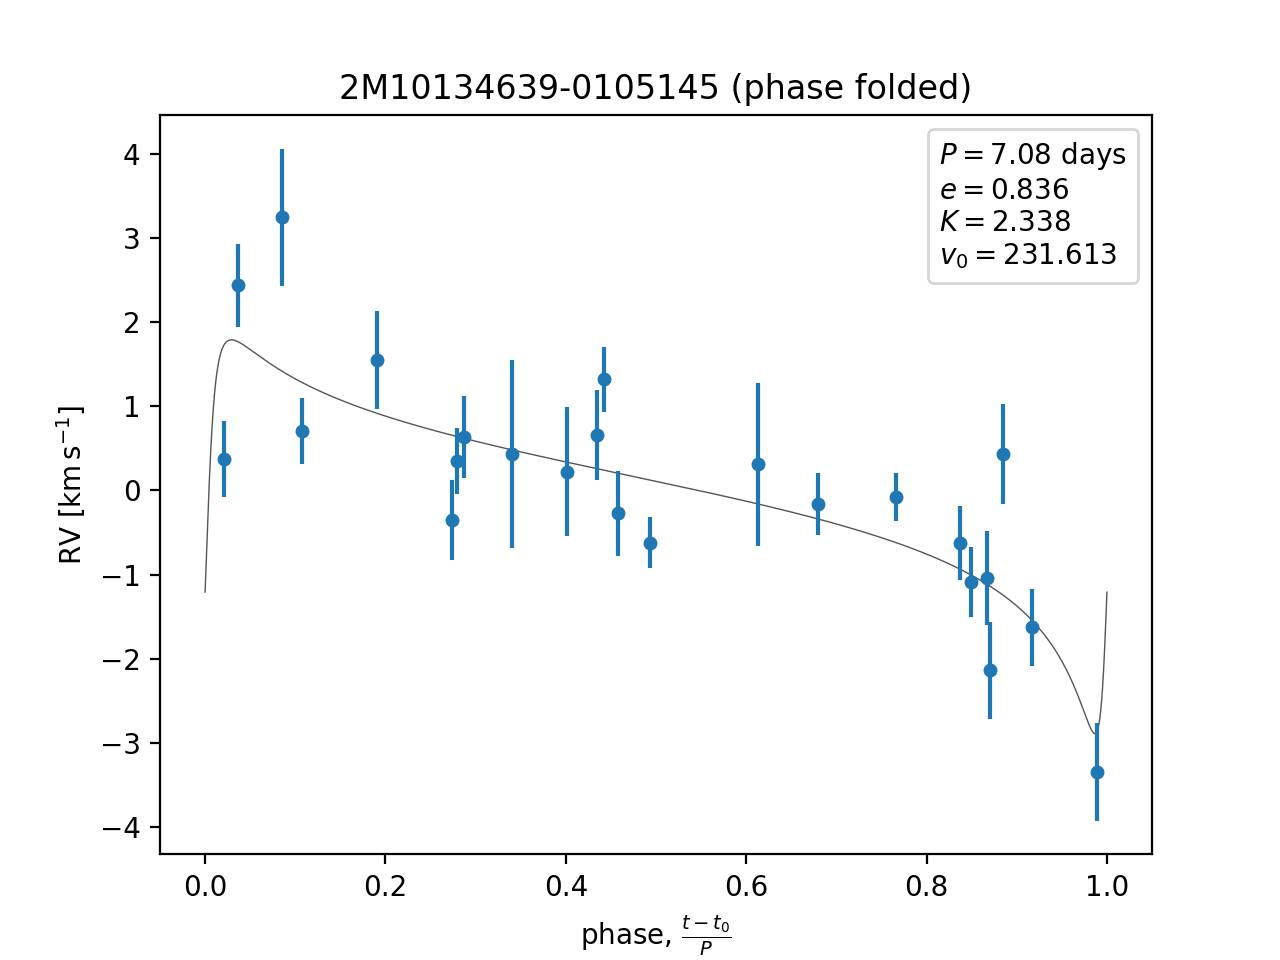 2M10134639-0105145 (phase folded)
P = 7.08 days
e = 0.836
K = 2.338
v₀ = 231.613
RV [km s⁻¹]
4
3
2
1
0
−1
−2
−3
−4
0.0 0.2 0.4 0.6 0.8 1.0
phase, (t − t₀)/P